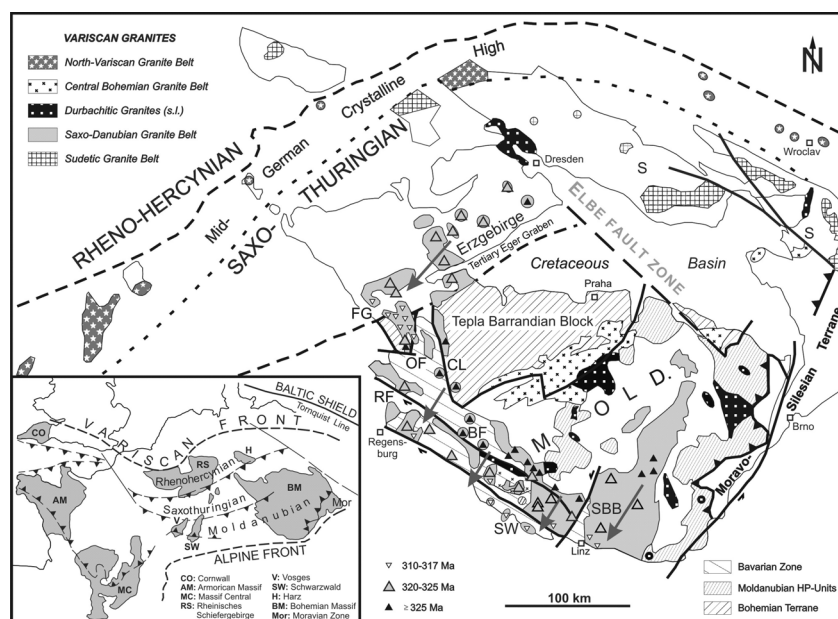 VARISCAN GRANITES
North-Variscan Granite Belt
Central Bohemian Granite Belt
Durbachitic Granites (s.l.)
Saxo-Danubian Granite Belt
Sudetic Granite Belt
N
High
Crystalline
German
Mid-
RHENO-HERCYNIAN
SAXO-THURINGIAN
Dresden
Wroclav
S
S
Erzgebirge
Tertiary Eger Graben
ELBE FAULT ZONE
Cretaceous Basin
Praha
Tepla Barrandian Block
FG
OF
CL
RF
Regens-
burg
BF
M O L D.
SW
SBB
Linz
Brno
Moravo-
Silesian
Terrane
BALTIC SHIELD
Tornquist Line
VARISCAN FRONT
CO
RS
H
Rhenohercynian
AM
BM
Saxothuringian
Mor
V
Moldanubian
SW
ALPINE FRONT
MC
CO: Cornwall
AM: Armorican Massif
MC: Massif Central
RS: Rheinisches
Schiefergebirge
V: Vosges
SW: Schwarzwald
H: Harz
BM: Bohemian Massif
Mor: Moravian Zone
310-317 Ma
320-325 Ma
≥ 325 Ma
100 km
Bavarian Zone
Moldanubian HP-Units
Bohemian Terrane